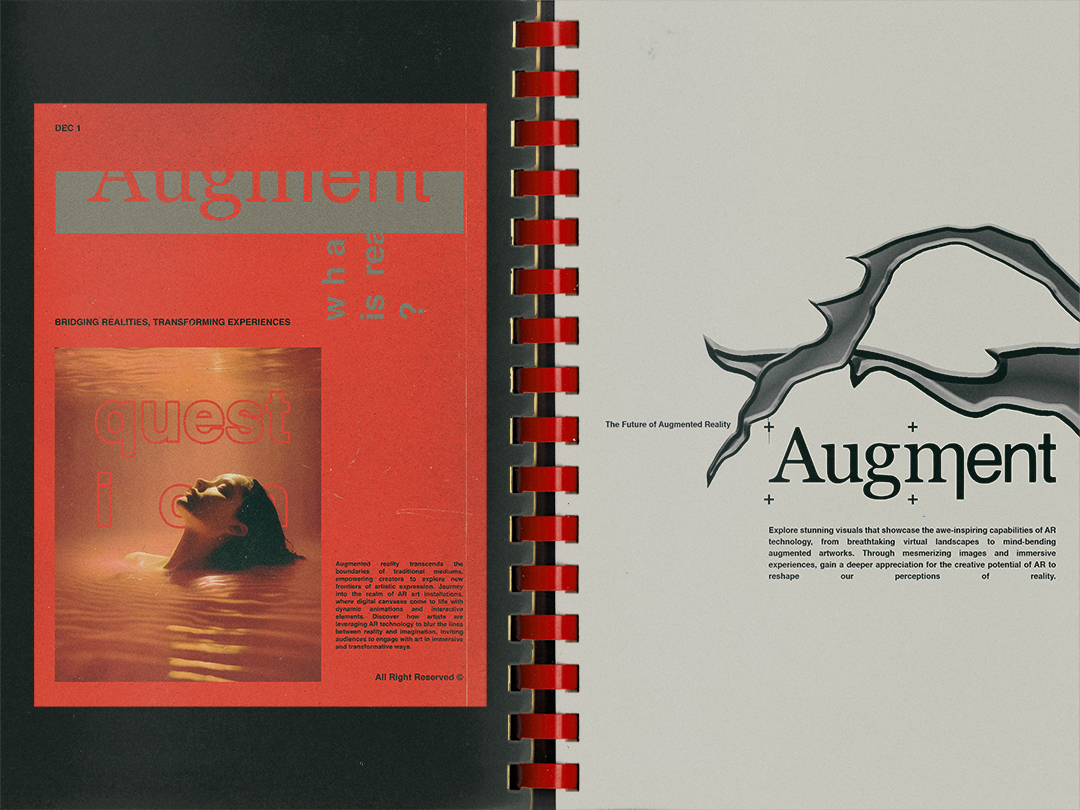 DEC 1
Augment
wha
is rea
?
BRIDGING REALITIES, TRANSFORMING EXPERIENCES
quest
i o n
Augmented reality transcends the
boundaries of traditional mediums,
empowering creators to explore new
frontiers of artistic expression. Journey
into the realm of AR art installations,
where digital canvases come to life with
dynamic animations and interactive
elements. Discover how artists are
leveraging AR technology to blur the lines
between reality and imagination, inviting
audiences to engage with art in immersive
and transformative ways.
All Right Reserved ©
The Future of Augmented Reality
Augment
Explore stunning visuals that showcase the awe-inspiring capabilities of AR
technology, from breathtaking virtual landscapes to mind-bending
augmented artworks. Through mesmerizing images and immersive
experiences, gain a deeper appreciation for the creative potential of AR to
reshape our perceptions of reality.